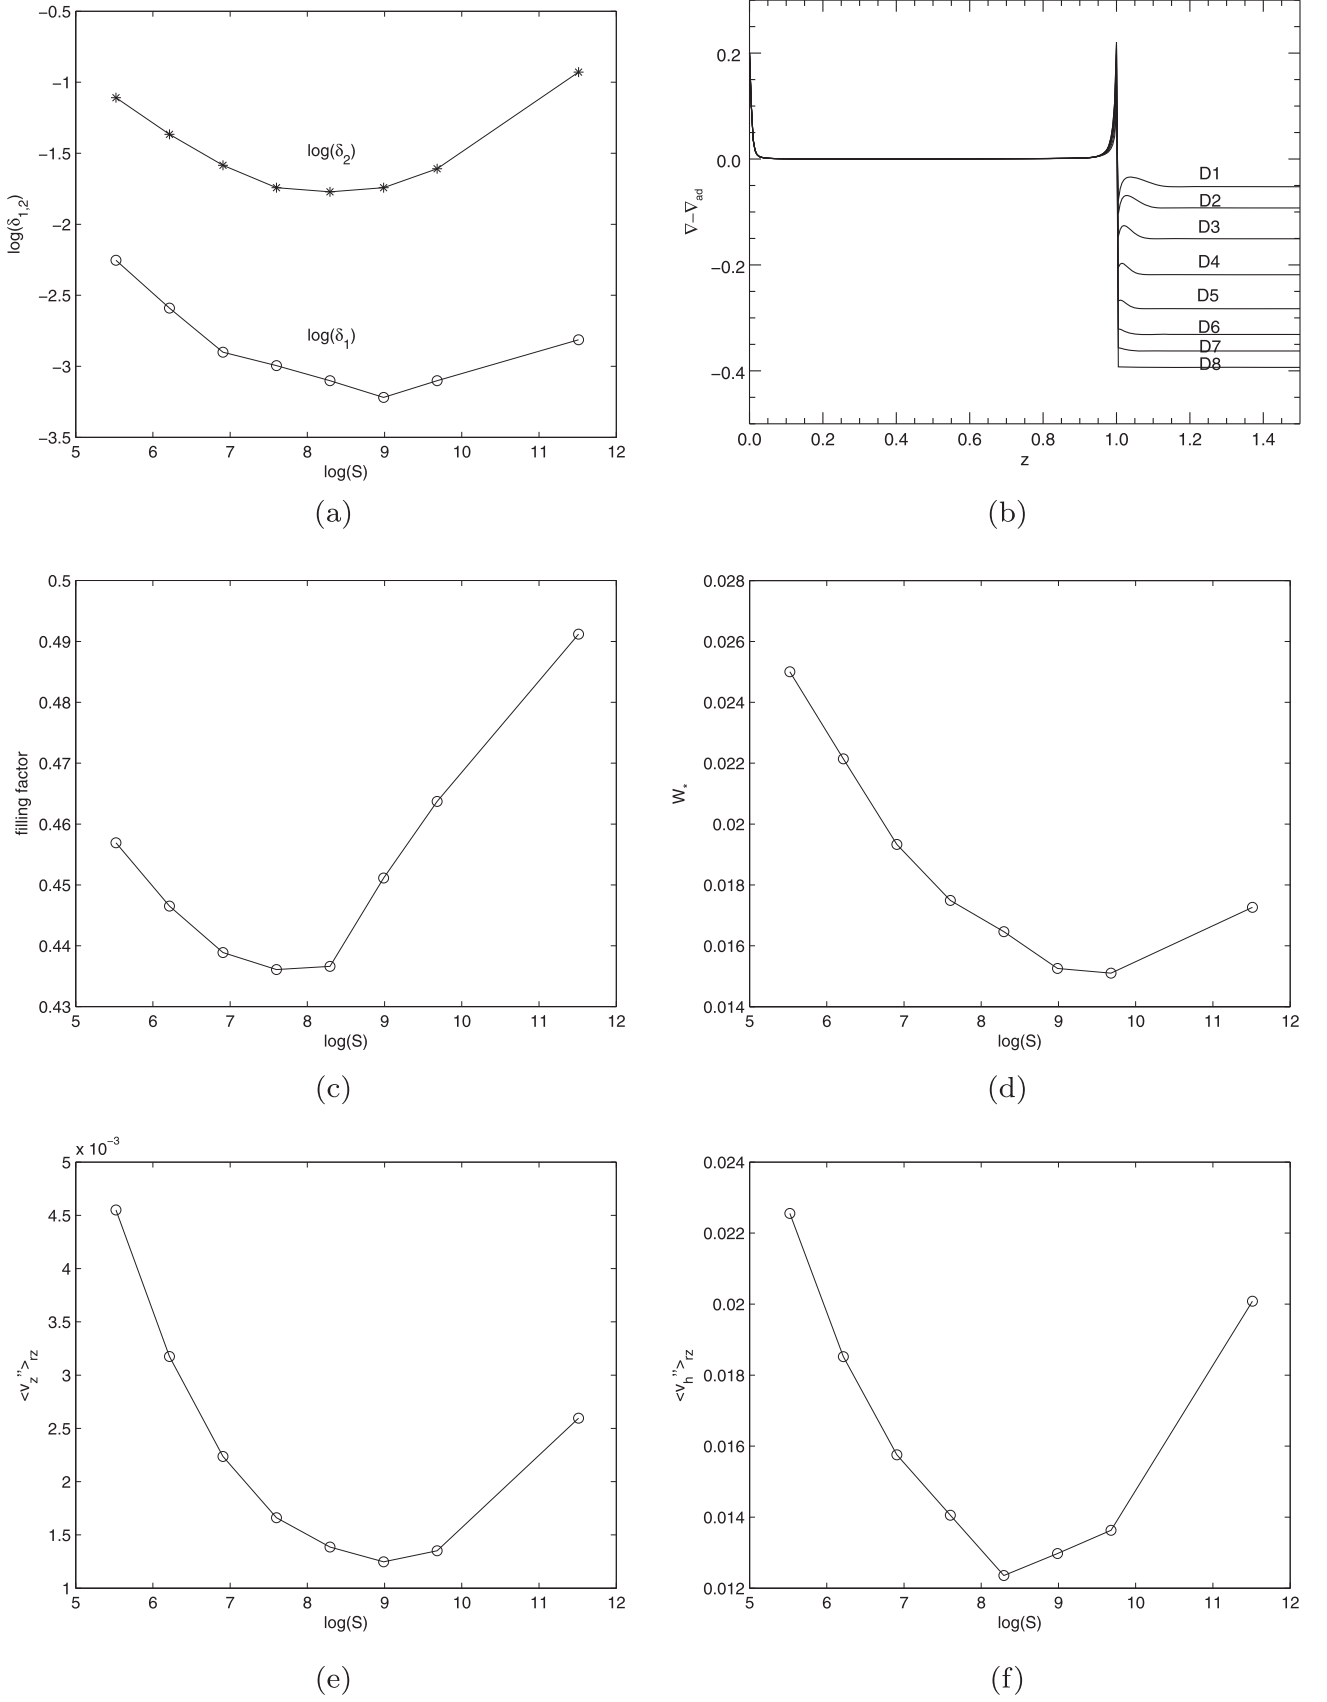 −0.5
−1
−1.5
−2
−2.5
−3
−3.5
log(δ1,2)
log(δ2)
log(δ1)
5 6 7 8 9 10 11 12
log(S)
(a)
0.2
0.0
−0.2
−0.4
∇−∇ad
D1
D2
D3
D4
D5
D6
D7
D8
0.0 0.2 0.4 0.6 0.8 1.0 1.2 1.4
z
(b)
0.5
0.49
0.48
0.47
0.46
0.45
0.44
0.43
filling factor
5 6 7 8 9 10 11 12
log(S)
(c)
0.028
0.026
0.024
0.022
0.02
0.018
0.016
0.014
W*
5 6 7 8 9 10 11 12
log(S)
(d)
x 10−3
5
4.5
4
3.5
3
2.5
2
1.5
1
<vz”>rz
5 6 7 8 9 10 11 12
log(S)
(e)
0.024
0.022
0.02
0.018
0.016
0.014
0.012
<vh”>rz
5 6 7 8 9 10 11 12
log(S)
(f)